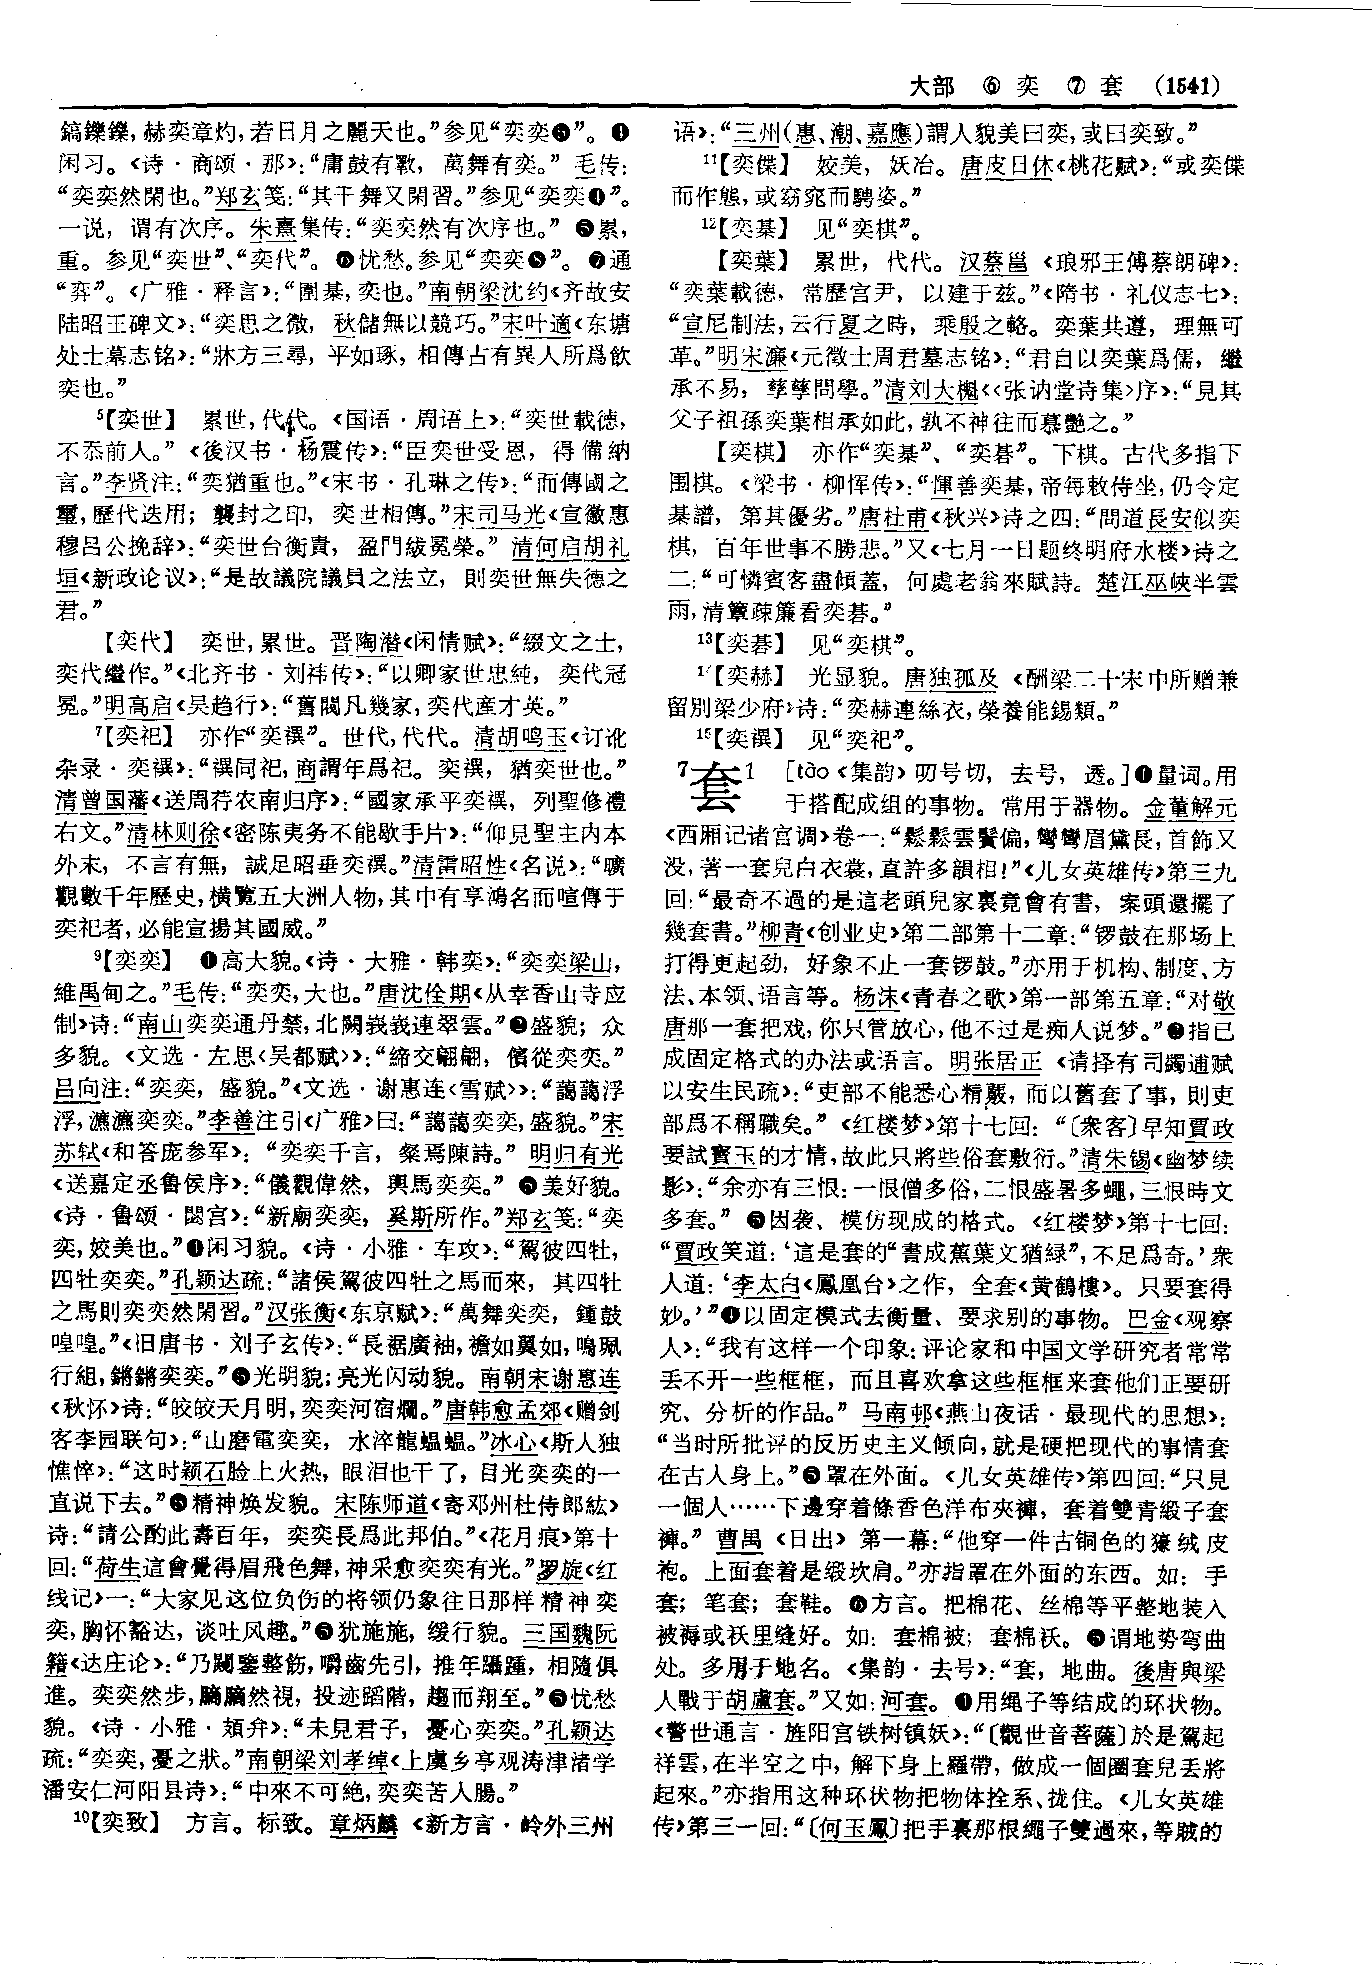 大部 ⑥ 奕 ⑦ 套 (1541)
鎬鑠鑠，赫奕章灼，若日月之麗天也。”参见“奕奕❺”。❹
闲习。《诗·商颂·那》：“庸鼓有斁，萬舞有奕。”毛传：
“奕奕然閑也。”郑玄笺：“其干舞又閑習。”参见“奕奕❹”。
一说，谓有次序。朱熹集传：“奕奕然有次序也。”❺累，
重。参见“奕世”、“奕代”。❻忧愁。参见“奕奕❽”。❼通
“弈”。《广雅·释言》：“圍棊，奕也。”南朝梁沈约《齐故安
陆昭王碑文》：“奕思之微，秋儲無以競巧。”宋叶適《东塘
处士墓志铭》：“牀方三尋，平如琢，相傳古有異人所爲飲
奕也。”
5【奕世】 累世，代代。《国语·周语上》：“奕世載德，
不忝前人。”《後汉书·杨震传》：“臣奕世受恩，得備納
言。”李贤注：“奕猶重也。”《宋书·孔琳之传》：“而傳國之
璽，歷代迭用；襲封之印，奕世相傳。”宋司马光《宣徽惠
穆吕公挽辞》：“奕世台衡貴，盈門紱冕榮。”清何启胡礼
垣《新政论议》：“是故議院議員之法立，則奕世無失德之
君。”
【奕代】 奕世，累世。晋陶潜《闲情赋》：“綴文之士，
奕代繼作。”《北齐书·刘祎传》：“以卿家世忠純，奕代冠
冕。”明高启《吴趋行》：“舊閥凡幾家，奕代產才英。”
7【奕祀】 亦作“奕禩”。世代，代代。清胡鸣玉《订讹
杂录·奕禩》：“禩同祀，商謂年爲祀。奕禩，猶奕世也。”
清曾国藩《送周荇农南归序》：“國家承平奕禩，列聖修禮
右文。”清林则徐《密陈夷务不能歇手片》：“仰見聖主内本
外末，不言有無，誠足昭垂奕禩。”清雷昭性《名说》：“曠
觀數千年歷史，横覽五大洲人物，其巾有享鴻名而喧傳于
奕祀者，必能宣揚其國威。”
9【奕奕】 ❶高大貌。《诗·大雅·韩奕》：“奕奕梁山，
維禹甸之。”毛传：“奕奕，大也。”唐沈佺期《从幸香山寺应
制》诗：“南山奕奕通丹禁，北闕峩峩連翠雲。”❷盛貌；众
多貌。《文选·左思〈吴都赋〉》：“締交翩翩，儐從奕奕。”
吕向注：“奕奕，盛貌。”《文选·谢惠连〈雪赋〉》：“藹藹浮
浮，瀌瀌奕奕。”李善注引《广雅》曰：“藹藹奕奕，盛貌。”宋
苏轼《和答庞参军》：“奕奕千言，粲焉陳詩。”明归有光
《送嘉定丞鲁侯序》：“儀觀偉然，輿馬奕奕。”❸美好貌。
《诗·鲁颂·閟宫》：“新廟奕奕，奚斯所作。”郑玄笺：“奕
奕，姣美也。”❹闲习貌。《诗·小雅·车攻》：“駕彼四牡，
四牡奕奕。”孔颖达疏：“諸侯駕彼四牡之馬而來，其四牡
之馬則奕奕然閑習。”汉张衡《东京赋》：“萬舞奕奕，鍾鼓
喤喤。”《旧唐书·刘子玄传》：“長裾廣袖，襜如翼如，鳴珮
行組，鏘鏘奕奕。”❺光明貌；亮光闪动貌。南朝宋谢惠连
《秋怀》诗：“皎皎天月明，奕奕河宿爛。”唐韩愈孟郊《赠剑
客李园联句》：“山磨電奕奕，水淬龍蝹蝹。”冰心《斯人独
憔悴》：“这时颖石脸上火热，眼泪也干了，目光奕奕的一
直说下去。”❻精神焕发貌。宋陈师道《寄邓州杜侍郎紘》
诗：“請公酌此壽百年，奕奕長爲此邦伯。”《花月痕》第十
回：“荷生這會覺得眉飛色舞，神采愈奕奕有光。”罗旋《红
线记》一：“大家见这位负伤的将领仍象往日那样精神奕
奕，胸怀豁达，谈吐风趣。”❼犹施施，缓行貌。三国魏阮
籍《达庄论》：“乃闚鑒整飭，嚼齒先引，推年躡踵，相隨俱
進。奕奕然步，䐔䐔然視，投迹蹈階，趨而翔至。”❽忧愁
貌。《诗·小雅·頍弁》：“未見君子，憂心奕奕。”孔颖达
疏：“奕奕，憂之狀。”南朝梁刘孝绰《上虞乡亭观涛津渚学
潘安仁河阳县诗》：“中來不可絶，奕奕苦人腸。”
10【奕致】 方言。标致。章炳麟《新方言·岭外三州
语》：“三州（惠、潮、嘉應）謂人貌美曰奕，或曰奕致。”
11【奕傑】 姣美，妖冶。唐皮日休《桃花赋》：“或奕傑
而作態，或窈窕而騁姿。”
12【奕棊】 见“奕棋”。
【奕葉】 累世，代代。汉蔡邕《琅邪王傅蔡朗碑》：
“奕葉載德，常歷宫尹，以建于兹。”《隋书·礼仪志七》：
“宣尼制法，云行夏之時，乘殷之輅。奕葉共遵，理無可
革。”明宋濂《元徵士周君墓志铭》：“君自以奕葉爲儒，繼
承不易，孳孳問學。”清刘大櫆《〈张讷堂诗集〉序》：“見其
父子祖孫奕葉相承如此，孰不神往而慕艷之。”
【奕棋】 亦作“奕棊”、“奕碁”。下棋。古代多指下
围棋。《梁书·柳恽传》：“惲善奕棊，帝每敕侍坐，仍令定
棊譜，第其優劣。”唐杜甫《秋兴》诗之四：“問道長安似奕
棋，百年世事不勝悲。”又《七月一日题终明府水楼》诗之
二：“可憐賓客盡傾蓋，何處老翁來賦詩。楚江巫峽半雲
雨，清簟疎簾看奕碁。”
13【奕碁】 见“奕棋”。
14【奕赫】 光显貌。唐独孤及《酬梁二十宋中所赠兼
留别梁少府》诗：“奕赫連絲衣，榮養能錫類。”
15【奕禩】 见“奕祀”。
7套1 ［tào《集韵》叨号切，去号，透。］❶量词。用
于搭配成组的事物。常用于器物。金董解元
《西厢记诸宫调》卷一：“鬆鬆雲鬢偏，彎彎眉黛長，首飾又
没，著一套兒白衣裳，直許多韻相！”《儿女英雄传》第三九
回：“最奇不過的是這老頭兒家裏竟會有書，案頭還擺了
幾套書。”柳青《创业史》第二部第十二章：“锣鼓在那场上
打得更起劲，好象不止一套锣鼓。”亦用于机构、制度、方
法、本领、语言等。杨沫《青春之歌》第一部第五章：“对敬
唐那一套把戏，你只管放心，他不过是痴人说梦。”❷指已
成固定格式的办法或语言。明张居正《请择有司蠲逋赋
以安生民疏》：“吏部不能悉心精覈，而以舊套了事，則吏
部爲不稱職矣。”《红楼梦》第十七回：“〔衆客〕早知賈政
要試寶玉的才情，故此只將些俗套敷衍。”清朱锡《幽梦续
影》：“余亦有三恨：一恨僧多俗，二恨盛暑多蠅，三恨時文
多套。”❸因袭、模仿现成的格式。《红楼梦》第十七回：
“賈政笑道：‘這是套的“書成蕉葉文猶緑”，不足爲奇。’衆
人道：‘李太白《鳳凰台》之作，全套《黄鶴樓》。只要套得
妙。’”❹以固定模式去衡量、要求别的事物。巴金《观察
人》：“我有这样一个印象：评论家和中国文学研究者常常
丢不开一些框框，而且喜欢拿这些框框来套他们正要研
究、分析的作品。”马南邨《燕山夜话·最现代的思想》：
“当时所批评的反历史主义倾向，就是硬把现代的事情套
在古人身上。”❺罩在外面。《儿女英雄传》第四回：“只見
一個人……下邊穿着條香色洋布夾褲，套着雙青緞子套
褲。”曹禺《日出》第一幕：“他穿一件古铜色的獴绒皮
袍。上面套着是缎坎肩。”亦指罩在外面的东西。如：手
套；笔套；套鞋。❻方言。把棉花、丝棉等平整地装入
被褥或袄里缝好。如：套棉被；套棉袄。❼谓地势弯曲
处。多用于地名。《集韵·去号》：“套，地曲。後唐與梁
人戰于胡盧套。”又如：河套。❽用绳子等结成的环状物。
《警世通言·旌阳宫铁树镇妖》：“〔觀世音菩薩〕於是駕起
祥雲，在半空之中，解下身上羅帶，做成一個圈套兒丟將
起來。”亦指用这种环状物把物体拴系、拢住。《儿女英雄
传》第三一回：“〔何玉鳳〕把手裏那根繩子雙過來，等賊的